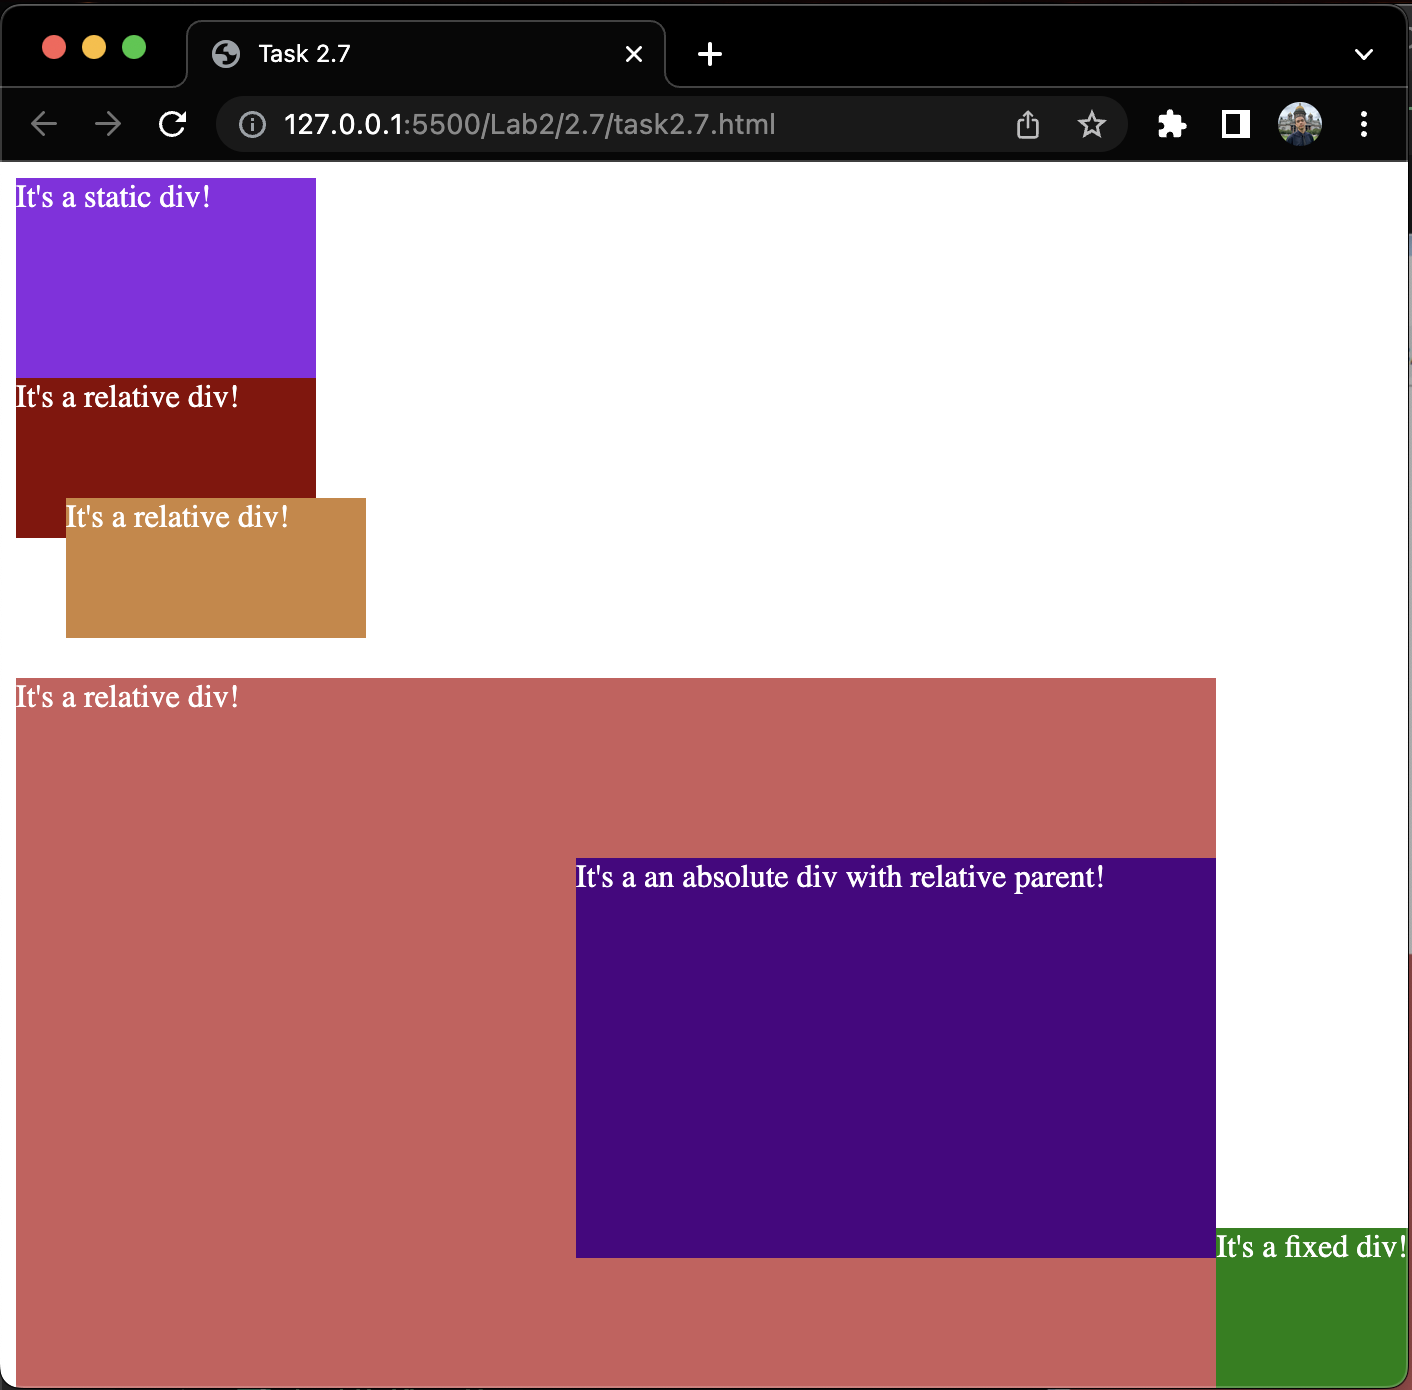 Task 2.7
127.0.0.1:5500/Lab2/2.7/task2.7.html
It's a static div!
It's a relative div!
It's a relative div!
It's a relative div!
It's a an absolute div with relative parent!
It's a fixed div!